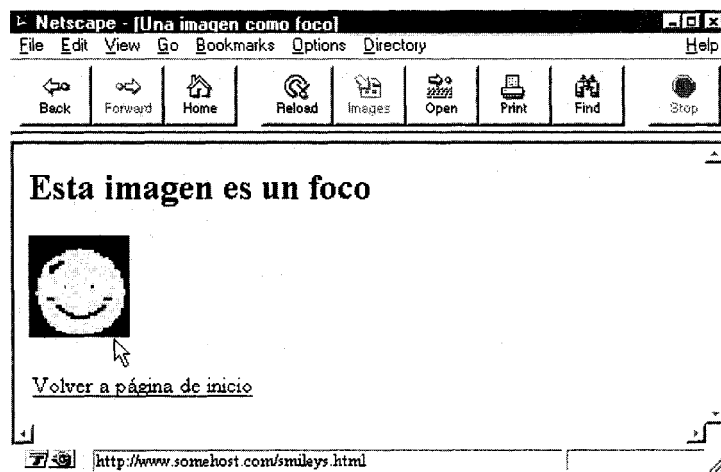 Netscape - [Una imagen como foco]
File Edit View Go Bookmarks Options Directory Help
Back Forward Home Reload Images Open Print Find Stop
Esta imagen es un foco
Volver a página de inicio
http://www.somehost.com/smileys.html